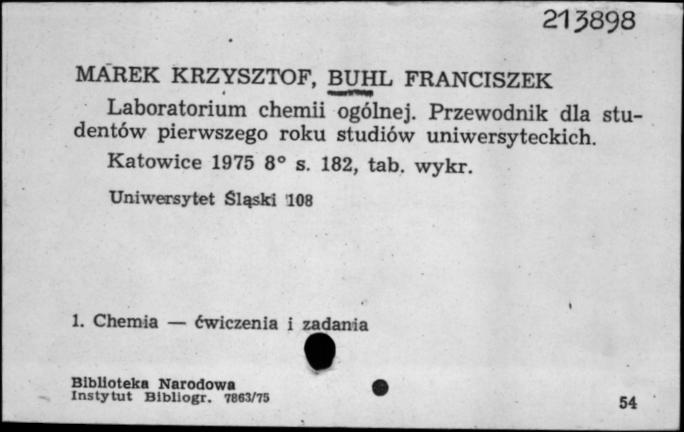 213898
MAREK KRZYSZTOF, BUHL FRANCISZEK
Laboratorium chemii ogólnej. Przewodnik dla stu-
dentów pierwszego roku studiów uniwersyteckich.
Katowice 1975 8° s. 182, tab. wykr.
Uniwersytet Śląski 108
1. Chemia — ćwiczenia i zadania
Biblioteka Narodowa
Instytut Bibliogr. 7863/75
54